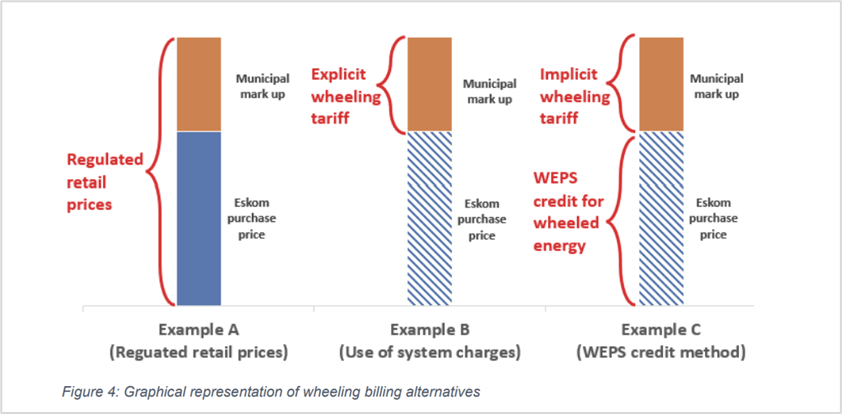 Regulated
retail
prices
Municipal
mark up
Eskom
purchase
price
Explicit
wheeling
tariff
Municipal
mark up
Eskom
purchase
price
Implicit
wheeling
tariff
Municipal
mark up
WEPS
credit for
wheeled
energy
Eskom
purchase
price
Example A
(Reguated retail prices)
Example B
(Use of system charges)
Example C
(WEPS credit method)
Figure 4: Graphical representation of wheeling billing alternatives